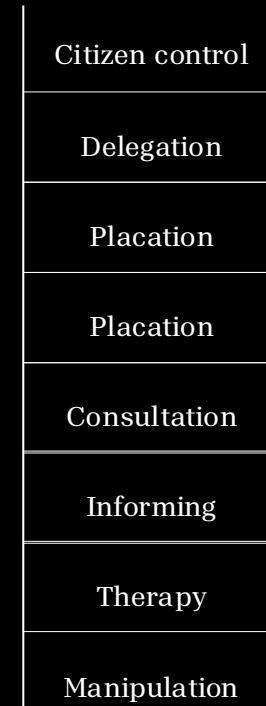 Citizen control
Delegation
Placation
Placation
Consultation
Informing
Therapy
Manipulation